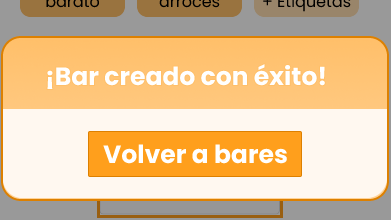 barato arroces + Etiquetas
¡Bar creado con éxito!
Volver a bares